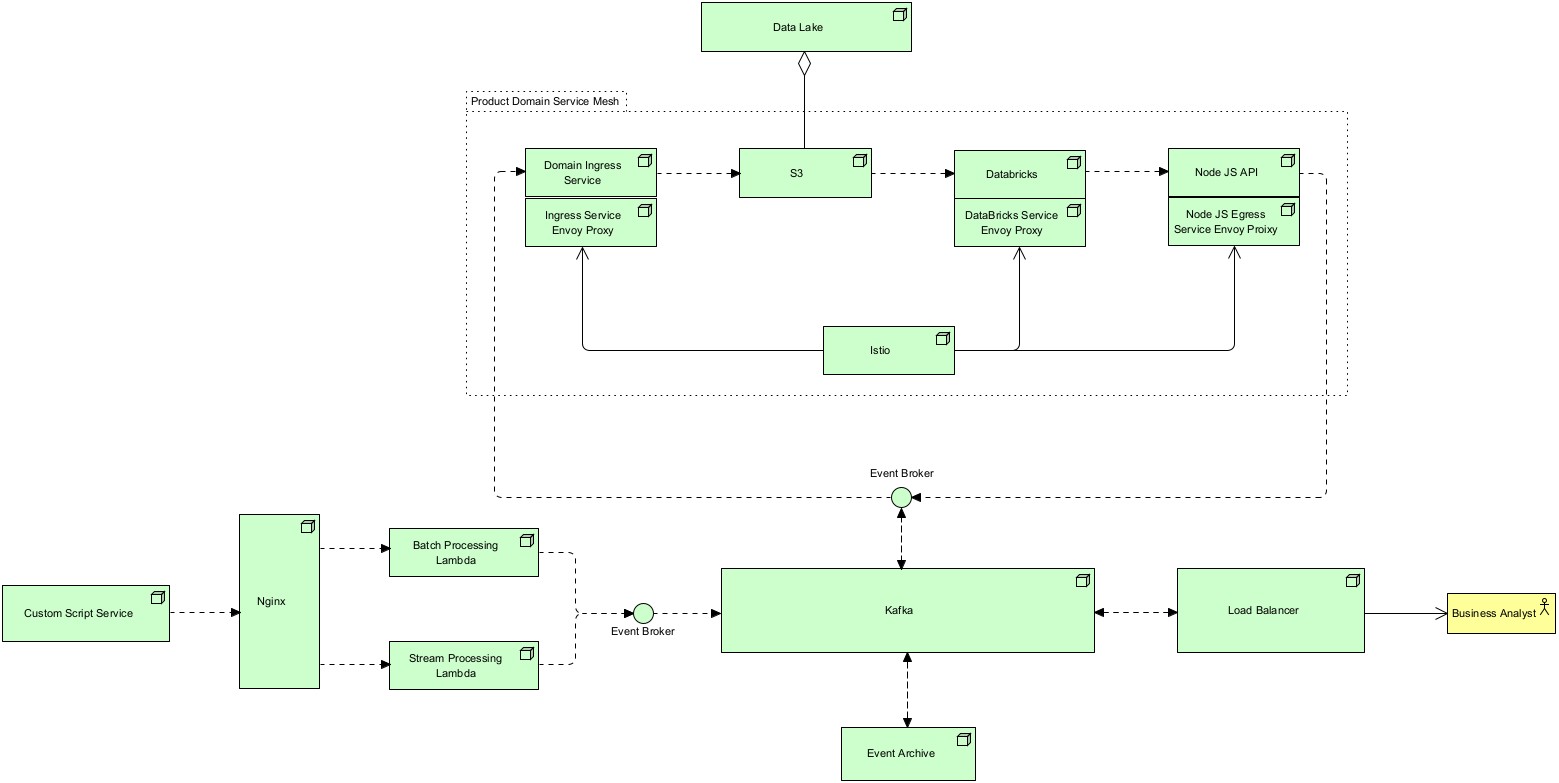 Data Lake
Product Domain Service Mesh
Domain Ingress
Service
S3
Databricks
Node JS API
Ingress Service
Envoy Proxy
DataBricks Service
Envoy Proxy
Node JS Egress
Service Envoy Proixy
Istio
Event Broker
Batch Processing
Lambda
Custom Script Service
Nginx
Event Broker
Kafka
Load Balancer
Business Analyst
Stream Processing
Lambda
Event Archive